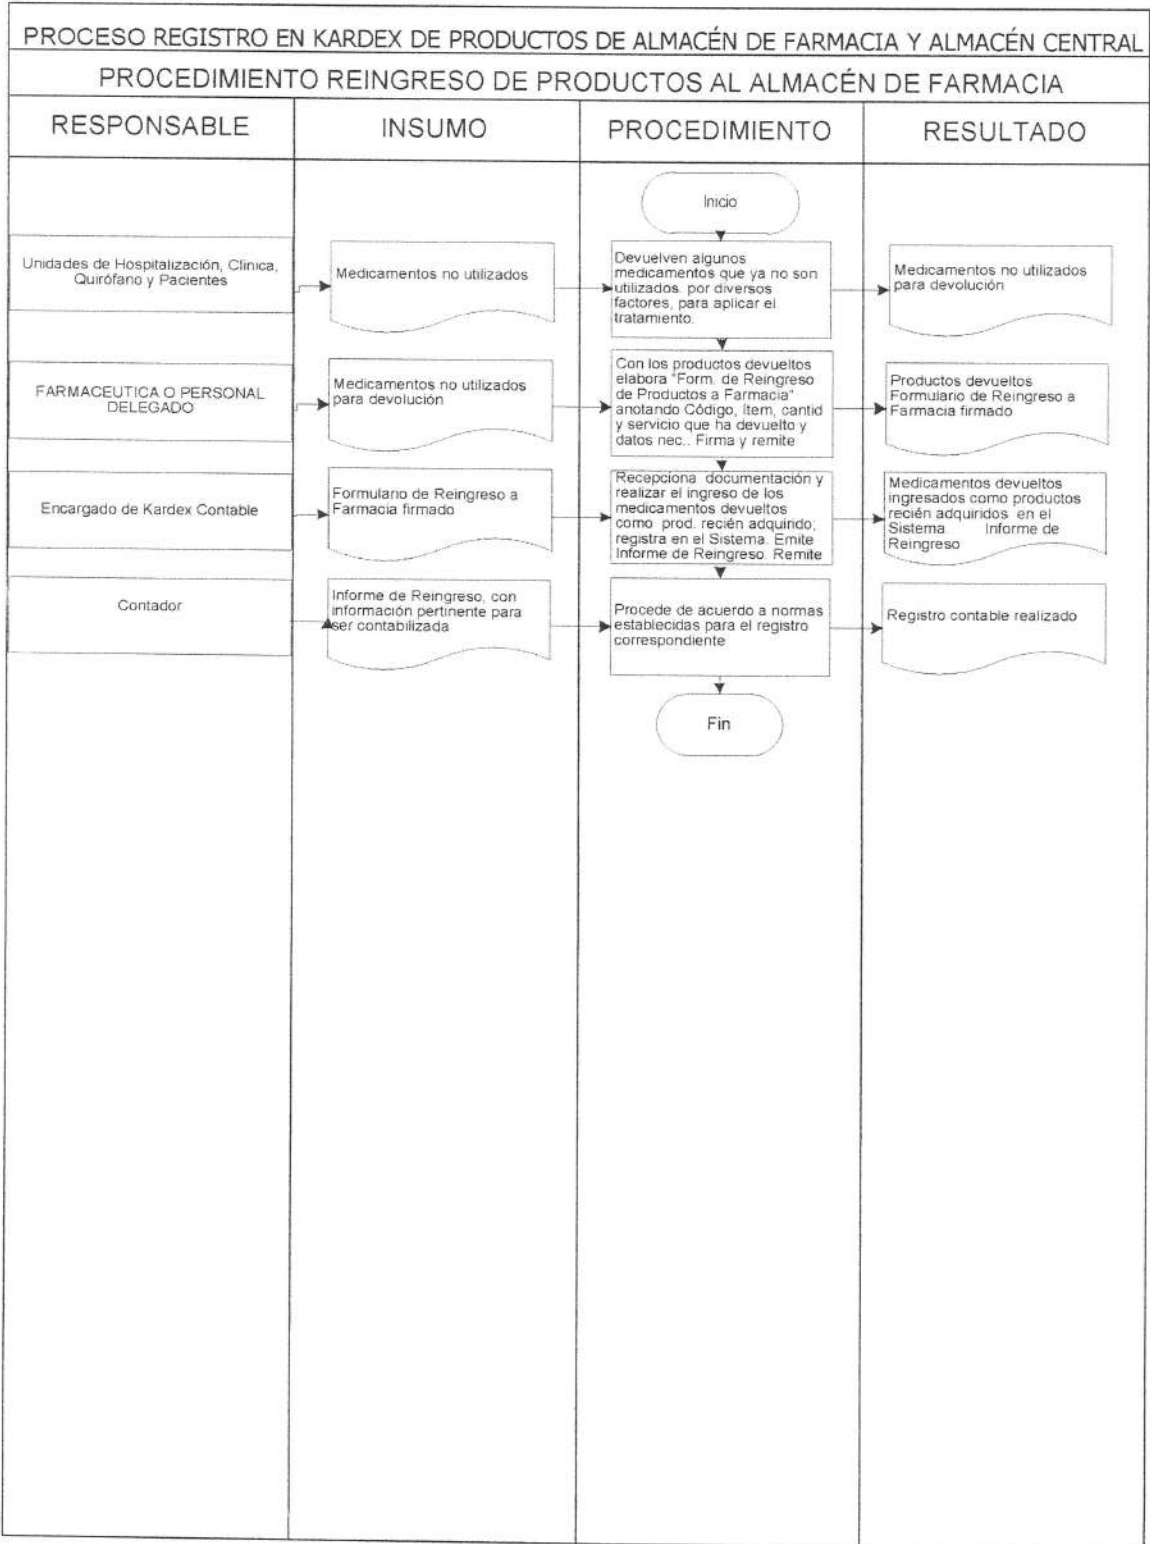 PROCESO REGISTRO EN KARDEX DE PRODUCTOS DE ALMACÉN DE FARMACIA Y ALMACÉN CENTRAL
PROCEDIMIENTO REINGRESO DE PRODUCTOS AL ALMACÉN DE FARMACIA
RESPONSABLE
INSUMO
PROCEDIMIENTO
RESULTADO
Inicio
Unidades de Hospitalización, Clínica,
Quirófano y Pacientes
Medicamentos no utilizados
Devuelven algunos
medicamentos que ya no son
utilizados. por diversos
factores, para aplicar el
tratamiento.
Medicamentos no utilizados
para devolución
FARMACEUTICA O PERSONAL
DELEGADO
Medicamentos no utilizados
para devolución
Con los productos devueltos
elabora "Form. de Reingreso
de Productos a Farmacia"
anotando Código, Ítem, cantid
y servicio que ha devuelto y
datos nec.. Firma y remite
Productos devueltos
Formulario de Reingreso a
Farmacia firmado
Encargado de Kardex Contable
Formulario de Reingreso a
Farmacia firmado
Recepciona documentación y
realizar el ingreso de los
medicamentos devueltos
como prod. recién adquirido;
registra en el Sistema. Emite
Informe de Reingreso. Remite
Medicamentos devueltos
ingresados como productos
recién adquiridos en el
Sistema Informe de
Reingreso
Contador
Informe de Reingreso, con
información pertinente para
ser contabilizada
Procede de acuerdo a normas
establecidas para el registro
correspondiente
Registro contable realizado
Fin